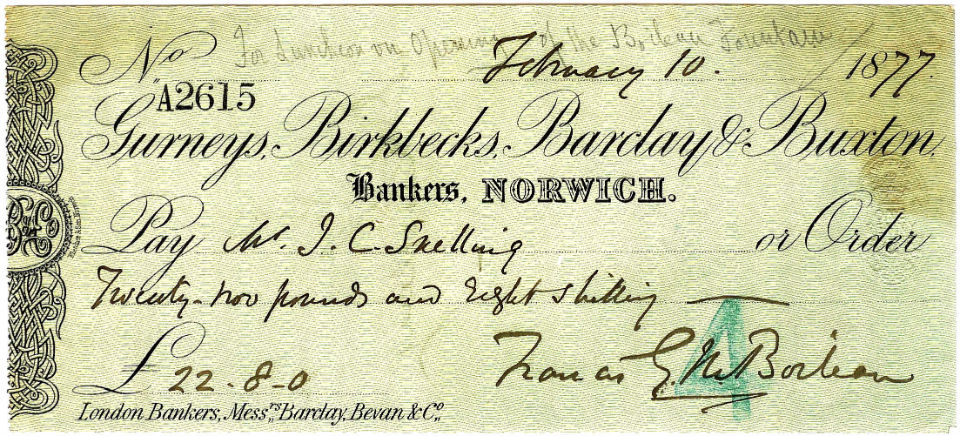 For Luncheon on Opening of the Boileau Fountain
No February 10. 1877
A2615
Gurneys, Birkbecks, Barclay & Buxton,
Bankers, NORWICH.
Pay Mr. J. C. Snelling or Order
Twenty-two pounds and eight shilling
£ 22-8-0
4
Francis G. M. Boileau
London Bankers, Messrs Barclay, Bevan & Co.